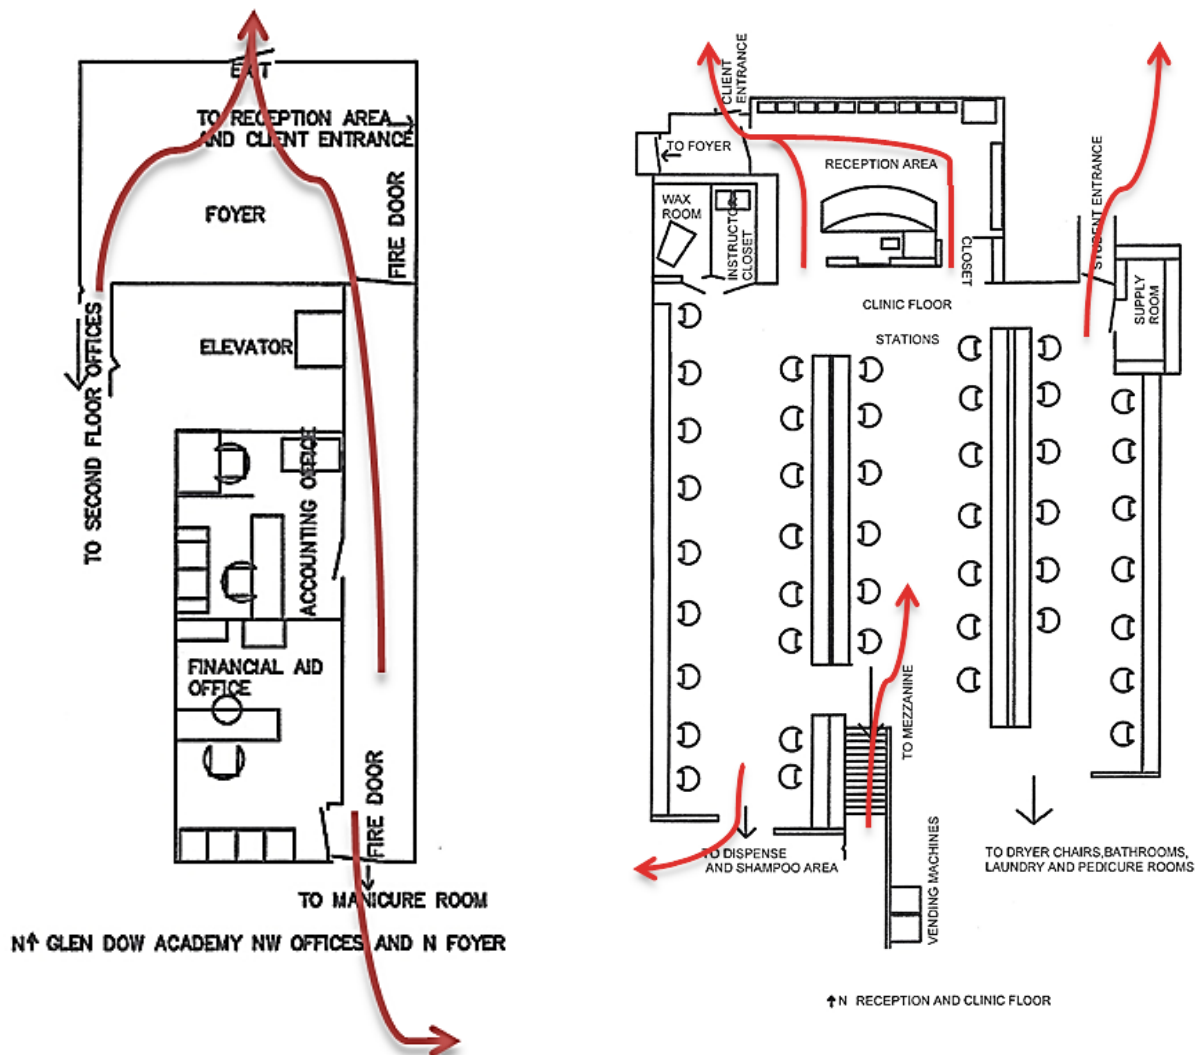 EXIT
TO RECEPTION AREA
AND CLIENT ENTRANCE
FOYER
FIRE DOOR
TO SECOND FLOOR OFFICES
ELEVATOR
ACCOUNTING OFFICE
FINANCIAL AID
OFFICE
FIRE DOOR
TO MANICURE ROOM
N GLEN DOW ACADEMY NW OFFICES AND N FOYER
CLIENT
ENTRANCE
TO FOYER
RECEPTION AREA
WAX
ROOM
INSTRUCTOR
CLOSET
CLOSET
STUDENT ENTRANCE
SUPPLY
ROOM
CLINIC FLOOR
STATIONS
TO MEZZANINE
TO DISPENSE
AND SHAMPOO AREA
VENDING MACHINES
TO DRYER CHAIRS,BATHROOMS,
LAUNDRY AND PEDICURE ROOMS
N RECEPTION AND CLINIC FLOOR